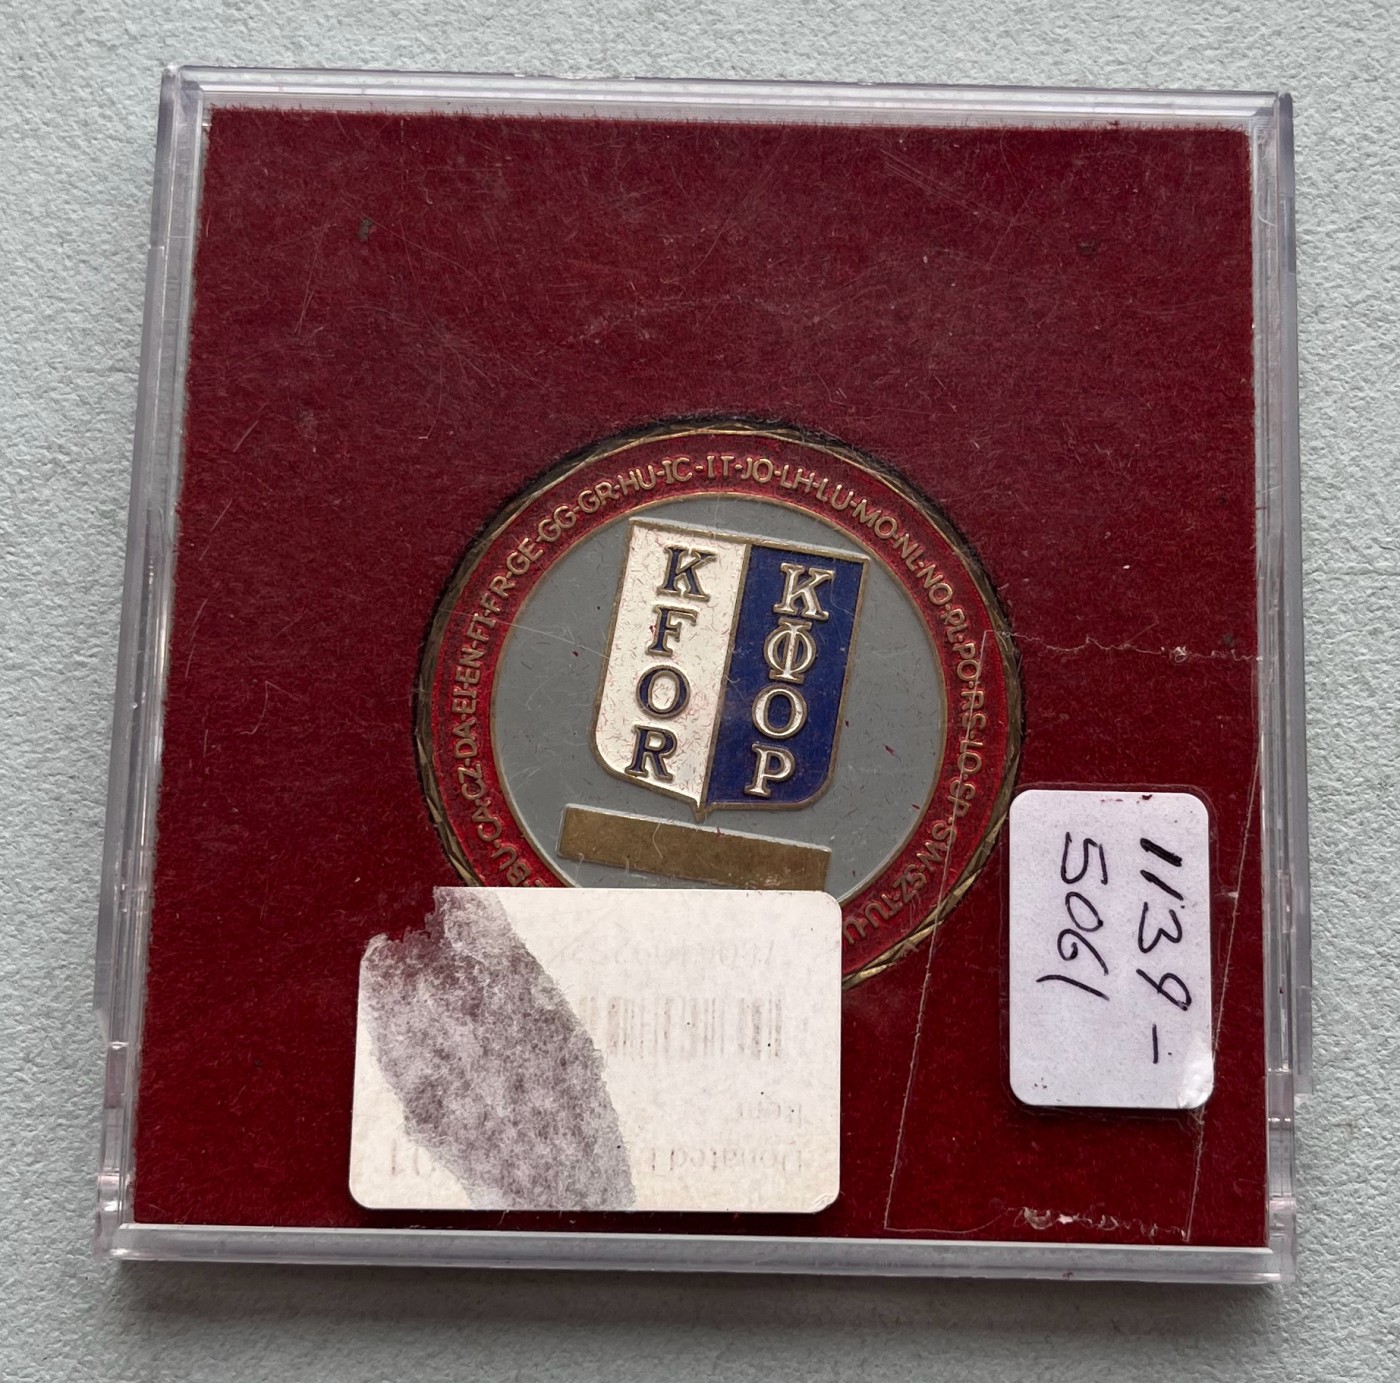 BU-CA-CZ-DA-EI-EN-FI-FR-GE-GG-GR-HU-IC-IT-JO-LH-LU-MO-NL-NO-PL-PO-RS-LO-SP-SW-SZ-TU-U
KFOR
КФОР
1139-
5061
Donated